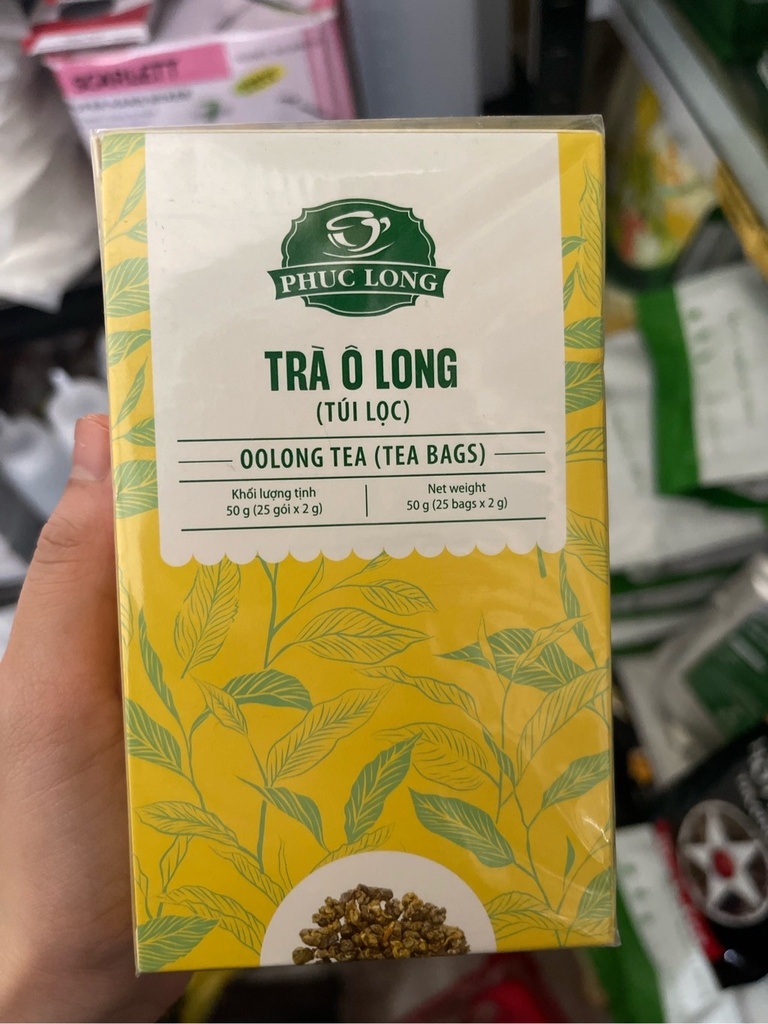 SCARLETT
PHUC LONG
TRÀ Ô LONG
(TÚI LỌC)
OOLONG TEA (TEA BAGS)
Khối lượng tịnh
50 g (25 gói x 2 g)
Net weight
50 g (25 bags x 2 g)